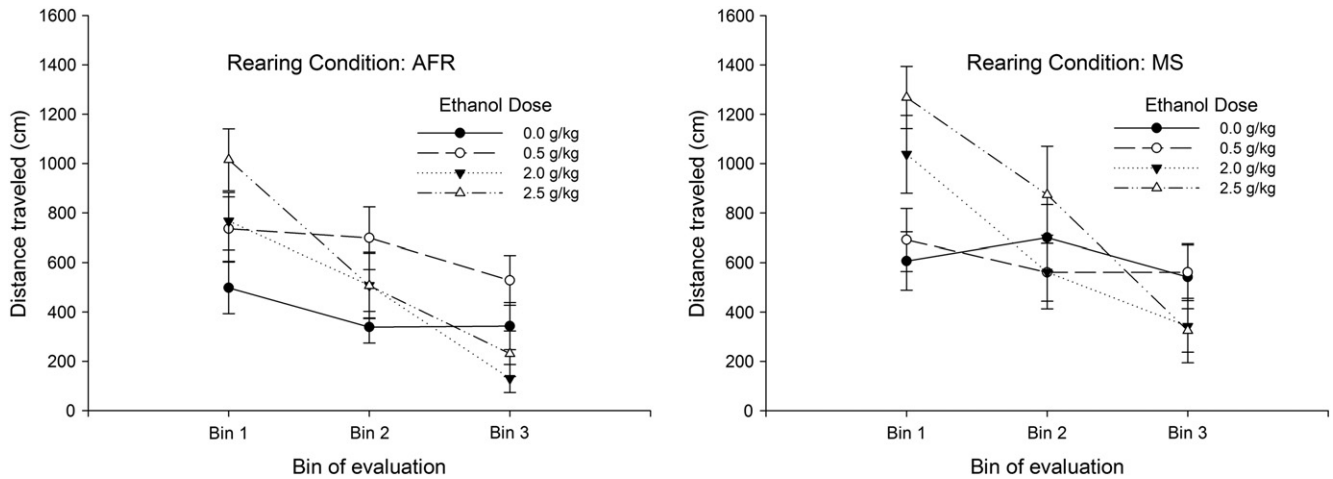 1600
1400
1200
1000
800
600
400
200
0
Distance traveled (cm)
Rearing Condition: AFR
Ethanol Dose
0.0 g/kg
0.5 g/kg
2.0 g/kg
2.5 g/kg
Bin 1 Bin 2 Bin 3
Bin of evaluation
1600
1400
1200
1000
800
600
400
200
0
Distance traveled (cm)
Rearing Condition: MS
Ethanol Dose
0.0 g/kg
0.5 g/kg
2.0 g/kg
2.5 g/kg
Bin 1 Bin 2 Bin 3
Bin of evaluation